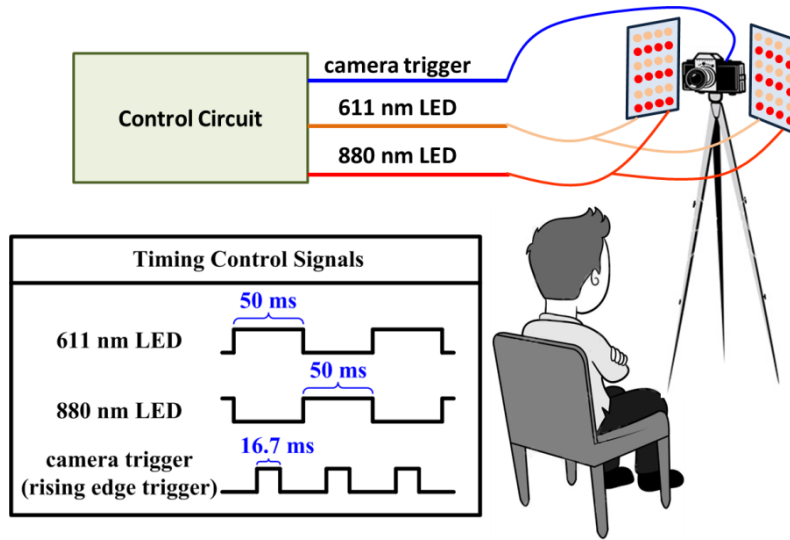 camera trigger
611 nm LED
Control Circuit
880 nm LED
Timing Control Signals
50 ms
611 nm LED
50 ms
880 nm LED
16.7 ms
camera trigger
(rising edge trigger)